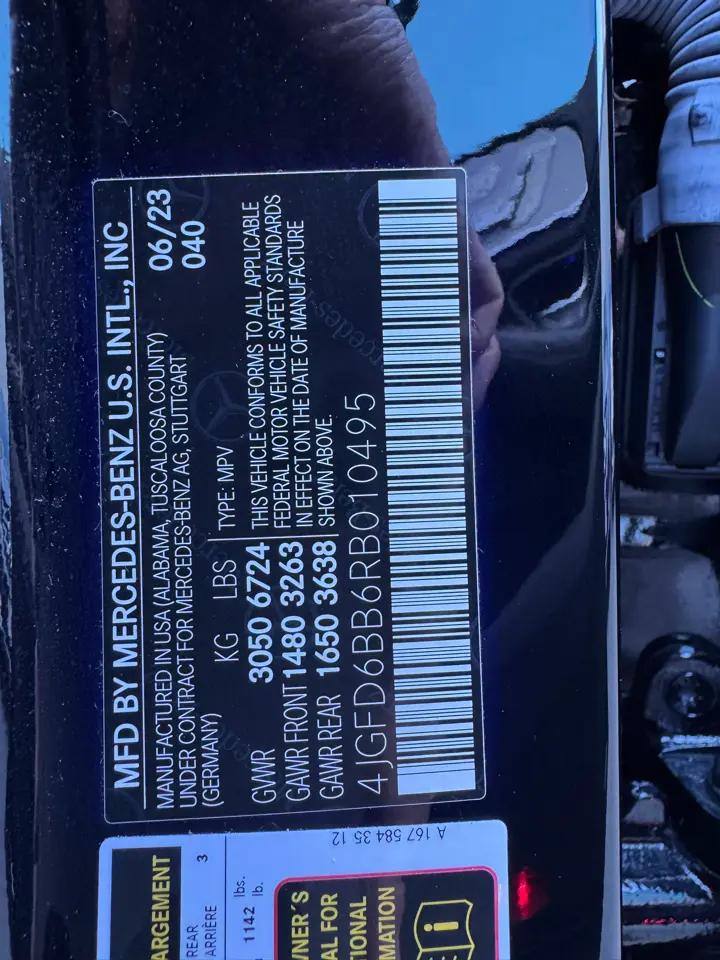 MFD BY MERCEDES-BENZ U.S. INTL., INC
MANUFACTURED IN USA (ALABAMA, TUSCALOOSA COUNTY)
UNDER CONTRACT FOR MERCEDES-BENZ AG, STUTTGART
(GERMANY)
06/23
040
KG LBS TYPE: MPV
GVWR 3050 6724
GAWR FRONT 1480 3263
GAWR REAR 1650 3638
THIS VEHICLE CONFORMS TO ALL APPLICABLE
FEDERAL MOTOR VEHICLE SAFETY STANDARDS
IN EFFECT ON THE DATE OF MANUFACTURE
SHOWN ABOVE.
4JGFD6BB6RB010495
A 167 584 35 12
ARGEMENT
REAR
ARRIÈRE 3
1142 lbs.
lb.
WNER´S
AL FOR
TIONAL
MATION
i